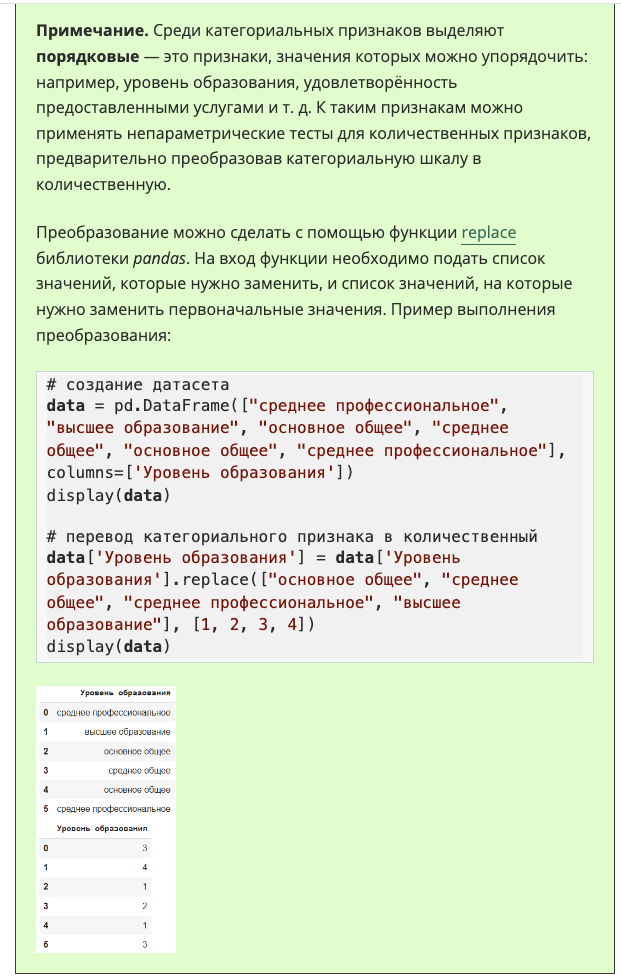 Примечание. Среди категориальных признаков выделяют
порядковые — это признаки, значения которых можно упорядочить:
например, уровень образования, удовлетворённость
предоставленными услугами и т. д. К таким признакам можно
применять непараметрические тесты для количественных признаков,
предварительно преобразовав категориальную шкалу в
количественную.
Преобразование можно сделать с помощью функции replace
библиотеки pandas. На вход функции необходимо подать список
значений, которые нужно заменить, и список значений, на которые
нужно заменить первоначальные значения. Пример выполнения
преобразования:
# создание датасета
data = pd.DataFrame(["среднее профессиональное",
"высшее образование", "основное общее", "среднее
общее", "основное общее", "среднее профессиональное"],
columns=['Уровень образования'])
display(data)
# перевод категориального признака в количественный
data['Уровень образования'] = data['Уровень
образования'].replace(["основное общее", "среднее
общее", "среднее профессиональное", "высшее
образование"], [1, 2, 3, 4])
display(data)
Уровень образования
0 среднее профессиональное
1 высшее образование
2 основное общее
3 среднее общее
4 основное общее
5 среднее профессиональное
Уровень образования
0 3
1 4
2 1
3 2
4 1
5 3